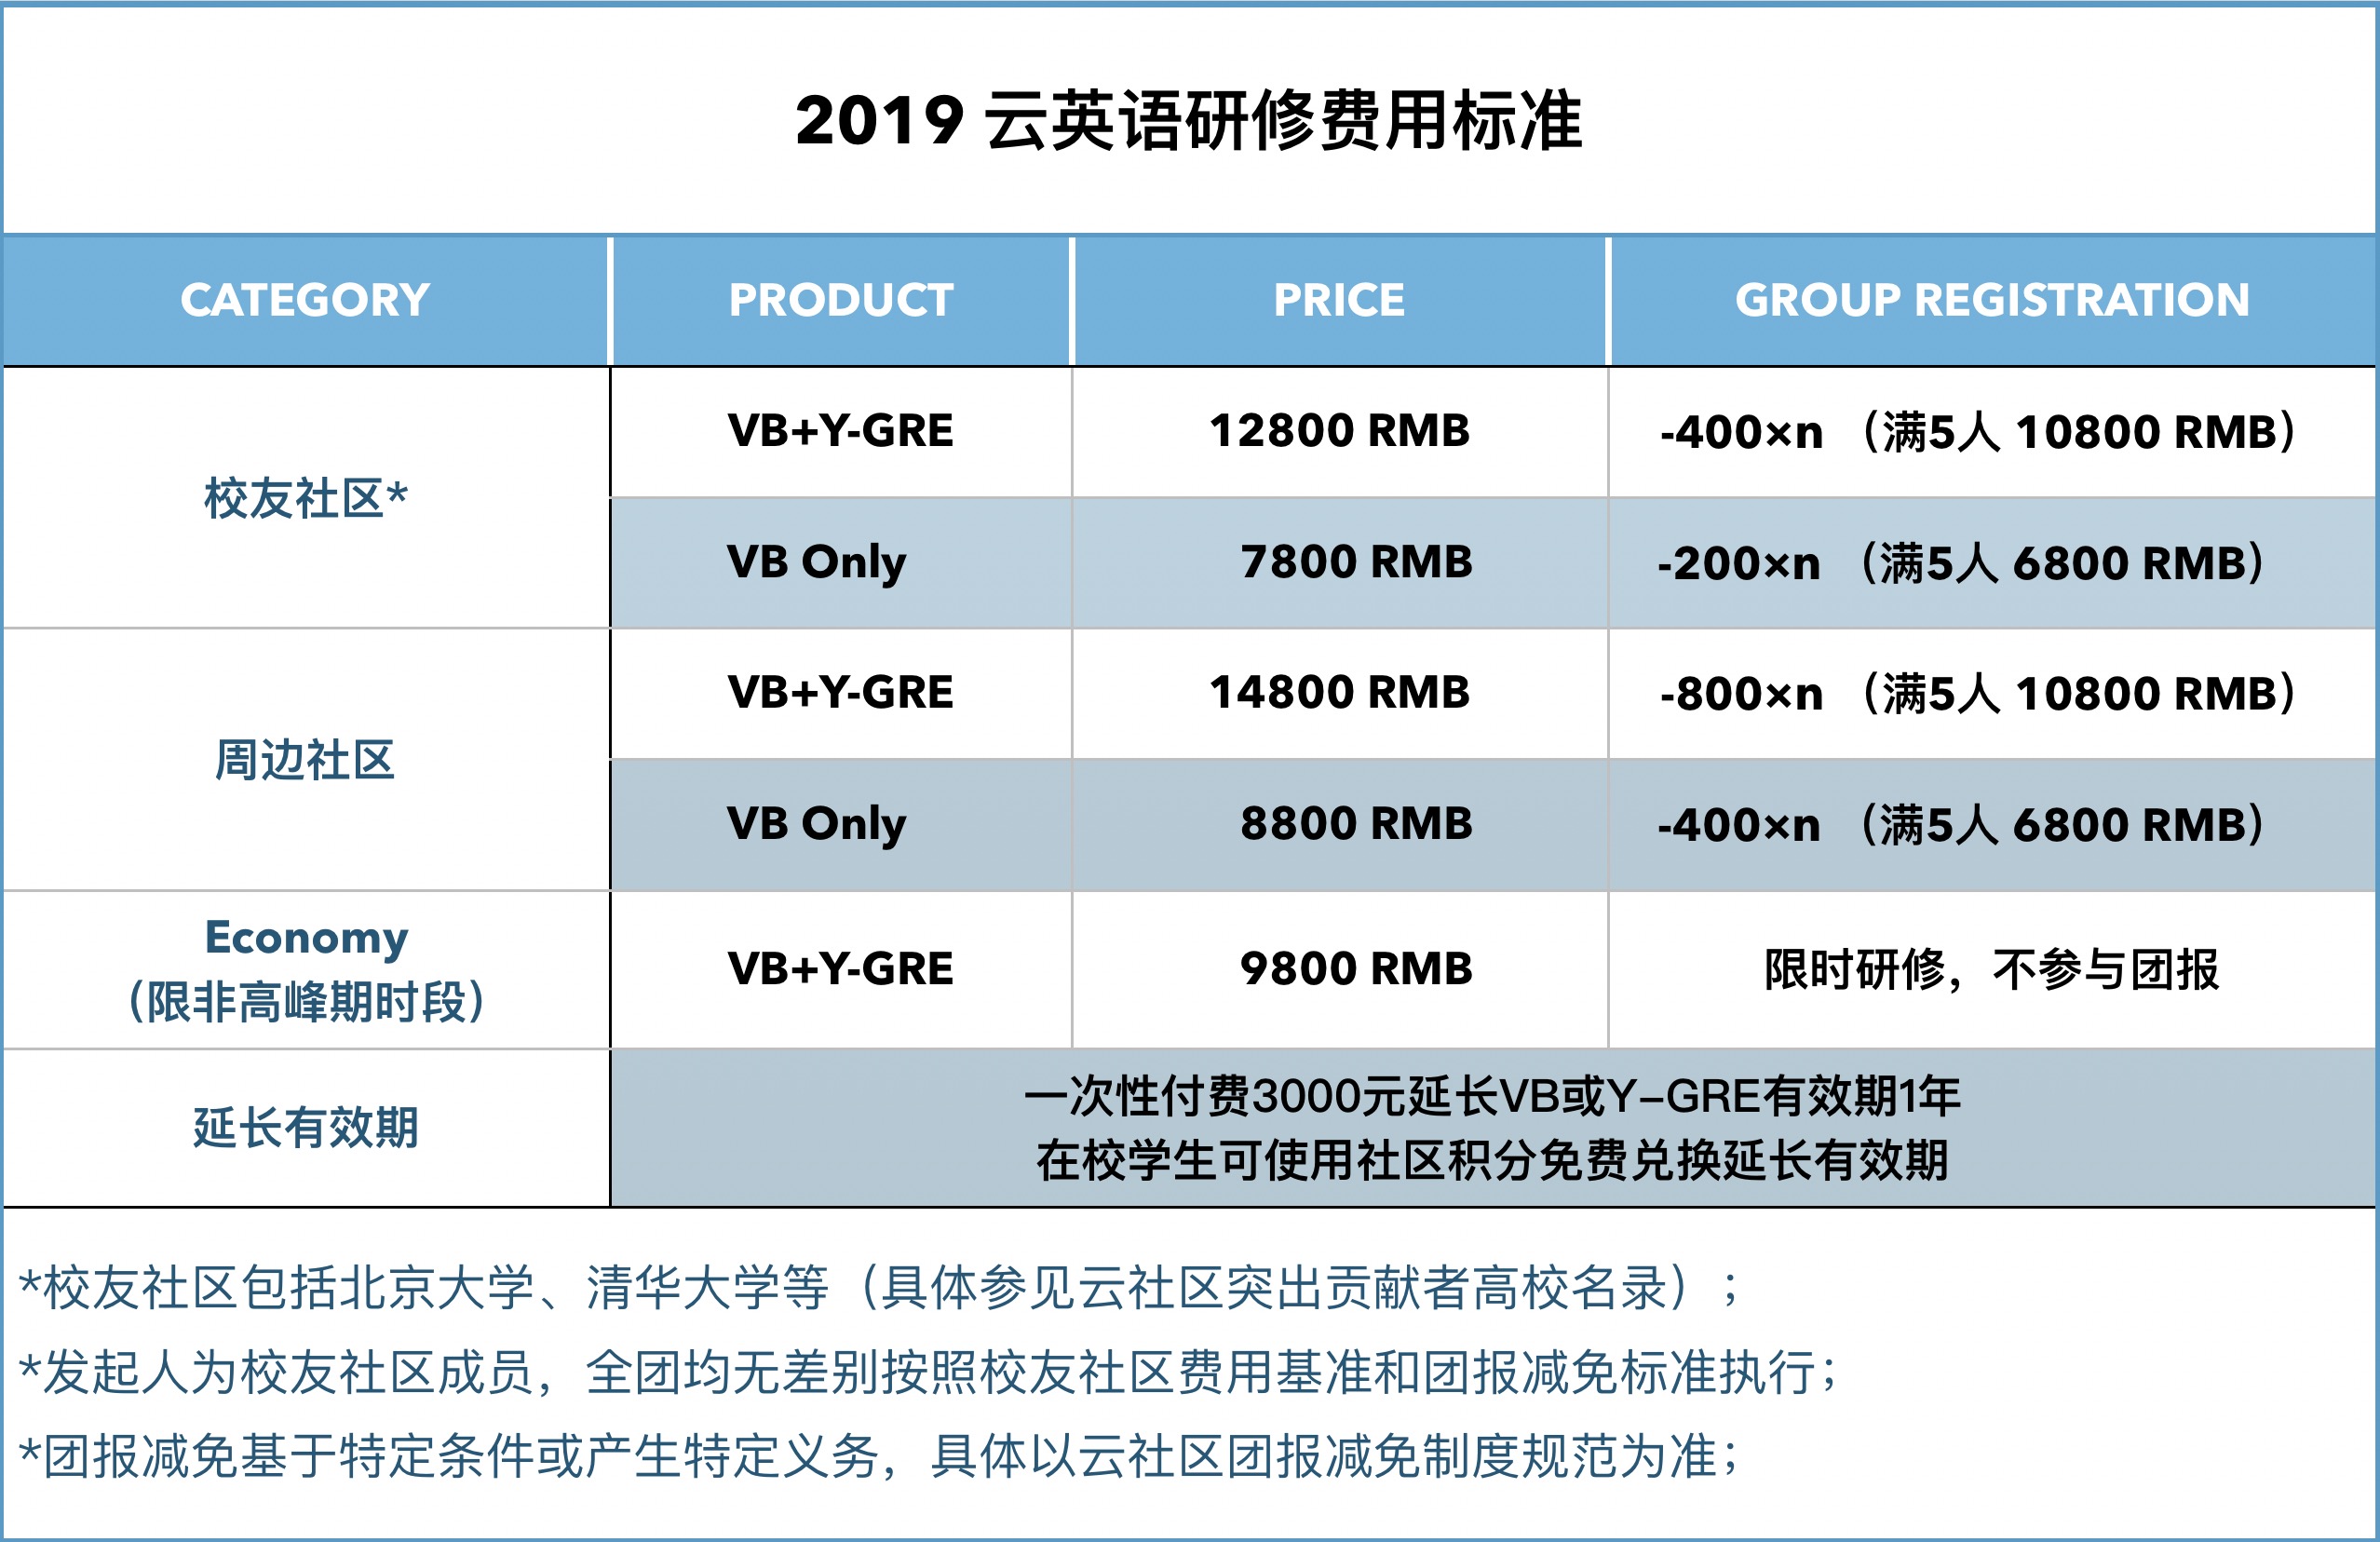 2019 云英语研修费用标准
CATEGORY PRODUCT PRICE GROUP REGISTRATION
校友社区*
VB+Y-GRE 12800 RMB -400×n （满5人 10800 RMB）
VB Only 7800 RMB -200×n （满5人 6800 RMB）
周边社区
VB+Y-GRE 14800 RMB -800×n （满5人 10800 RMB）
VB Only 8800 RMB -400×n （满5人 6800 RMB）
Economy
（限非高峰期时段）
VB+Y-GRE 9800 RMB 限时研修，不参与团报
延长有效期
一次性付费3000元延长VB或Y-GRE有效期1年
在校学生可使用社区积分免费兑换延长有效期
*校友社区包括北京大学、清华大学等（具体参见云社区突出贡献者高校名录）；
*发起人为校友社区成员，全团均无差别按照校友社区费用基准和团报减免标准执行；
*团报减免基于特定条件或产生特定义务，具体以云社区团报减免制度规范为准；